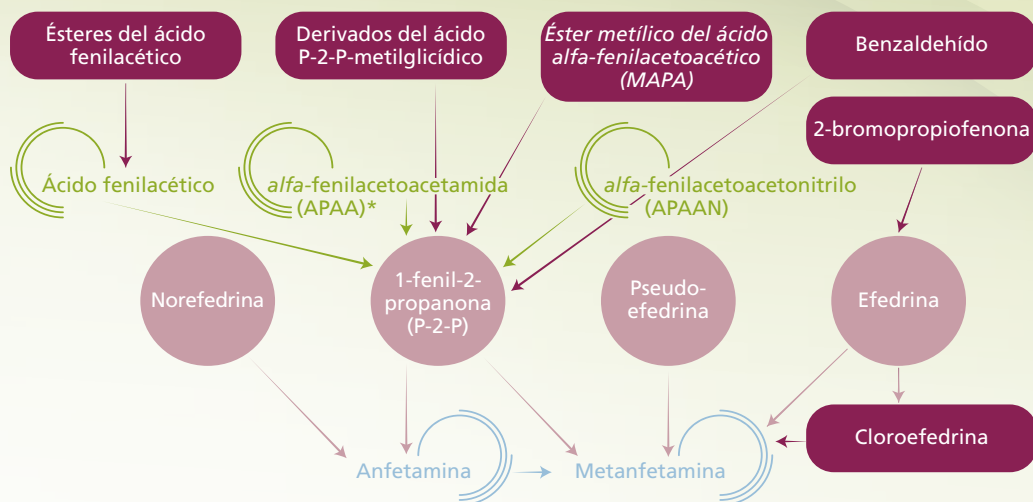 Ésteres del ácido
fenilacético
Derivados del ácido
P-2-P-metilglicídico
Éster metílico del ácido
alfa-fenilacetoacético
(MAPA)
Benzaldehído
2-bromopropiofenona
Ácido fenilacético
alfa-fenilacetoacetamida
(APAA)*
alfa-fenilacetoacetonitrilo
(APAAN)
Norefedrina
1-fenil-2-
propanona
(P-2-P)
Pseudo-
efedrina
Efedrina
Cloroefedrina
Anfetamina
Metanfetamina